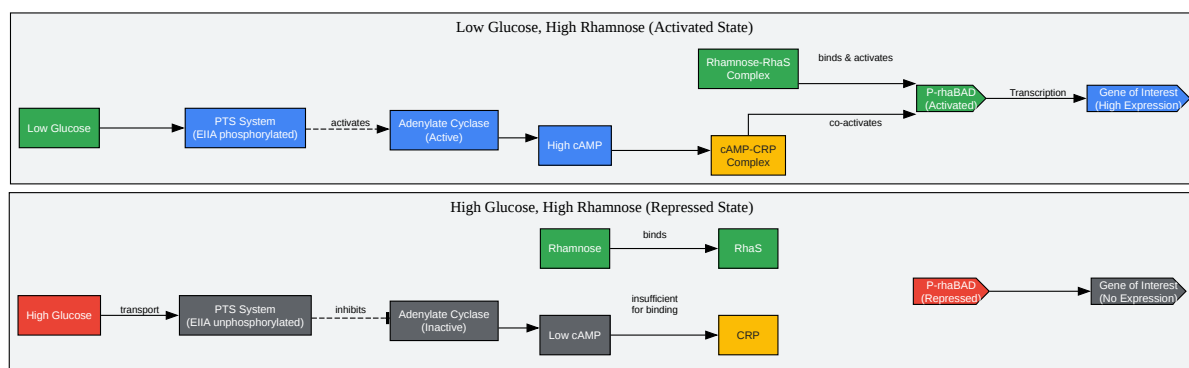 Low Glucose, High Rhamnose (Activated State)
Rhamnose-RhaS
Complex
binds & activates
Low Glucose
PTS System
(EIIA phosphorylated)
activates
Adenylate Cyclase
(Active)
High cAMP
cAMP-CRP
Complex
co-activates
P-rhaBAD
(Activated)
Transcription
Gene of Interest
(High Expression)
High Glucose, High Rhamnose (Repressed State)
Rhamnose
binds
RhaS
High Glucose
transport
PTS System
(EIIA unphosphorylated)
inhibits
Adenylate Cyclase
(Inactive)
Low cAMP
insufficient
for binding
CRP
P-rhaBAD
(Repressed)
Gene of Interest
(No Expression)